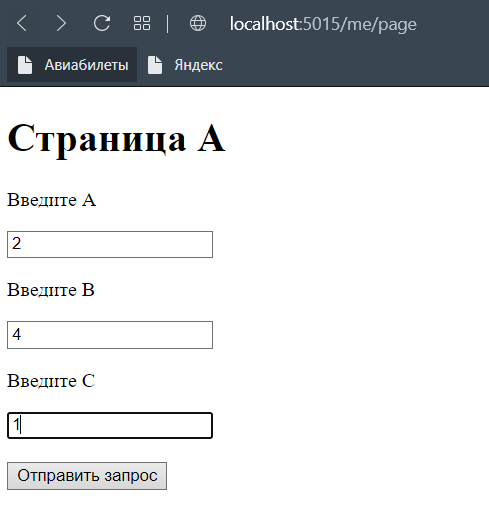 localhost:5015/me/page
Авиабилеты Яндекс
Страница А
Введите А
2
Введите В
4
Введите С
1
Отправить запрос